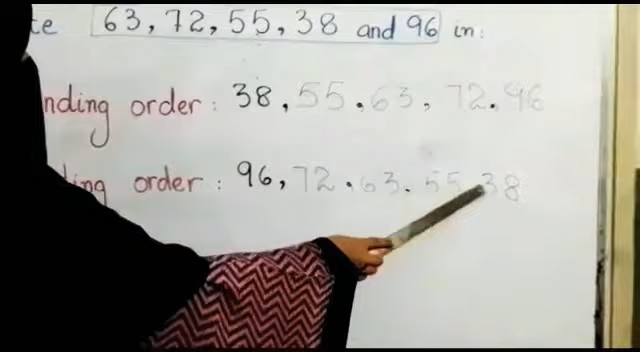 te 63, 72, 55, 38 and 96 in:
nding order: 38, 55. 63, 72. 96
ding order: 96, 72. 63. 55 38